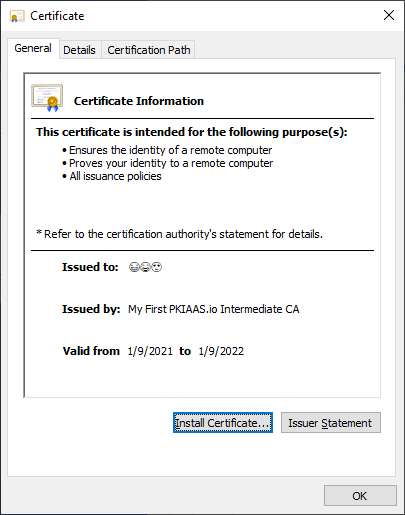 Certificate
General Details Certification Path
Certificate Information
This certificate is intended for the following purpose(s):
• Ensures the identity of a remote computer
• Proves your identity to a remote computer
• All issuance policies
* Refer to the certification authority's statement for details.
Issued to:
Issued by: My First PKIAAS.io Intermediate CA
Valid from 1/9/2021 to 1/9/2022
Install Certificate...
Issuer Statement
OK